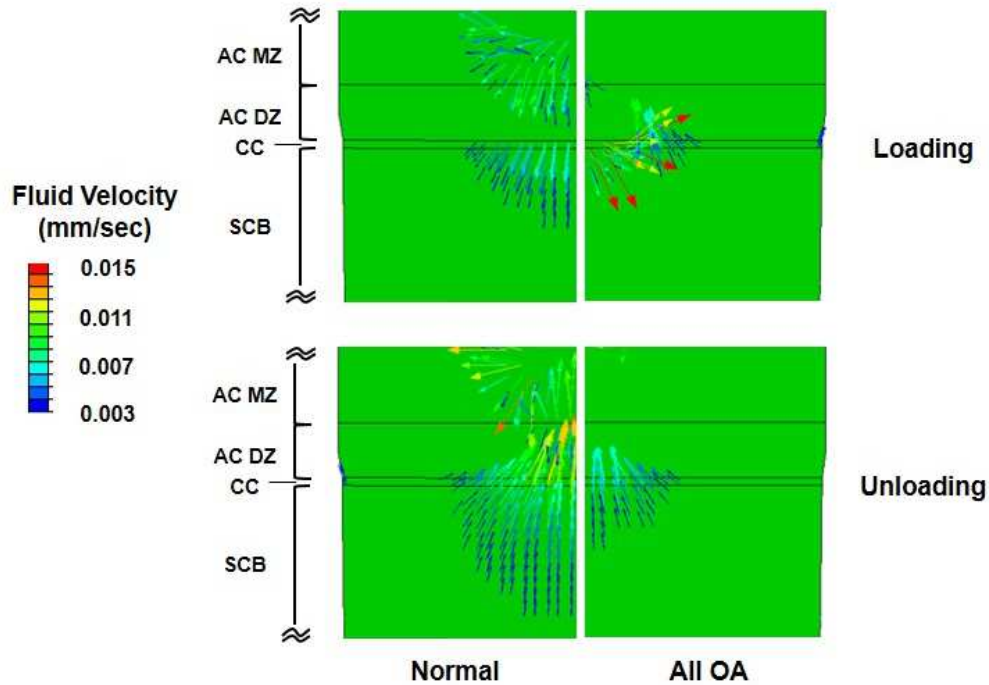 AC MZ
AC DZ
CC
SCB
Loading
Fluid Velocity
(mm/sec)
0.015
0.011
0.007
0.003
AC MZ
AC DZ
CC
SCB
Unloading
Normal
All OA